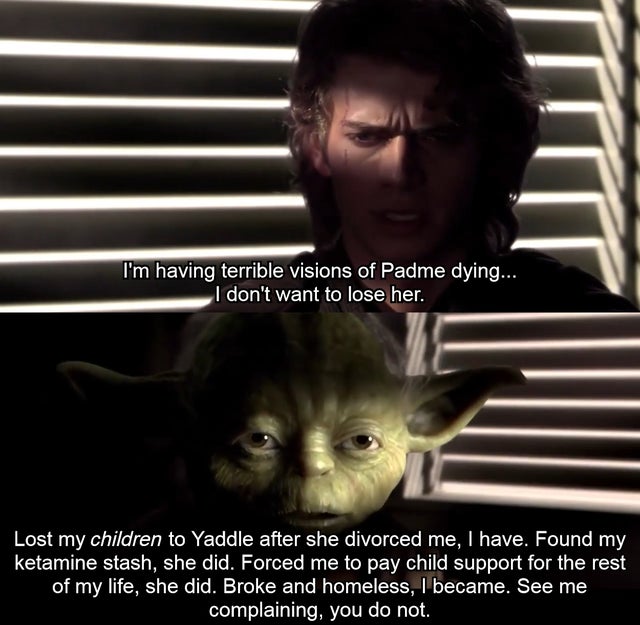 I'm having terrible visions of Padme dying...
I don't want to lose her.
Lost my children to Yaddle after she divorced me, I have. Found my
ketamine stash, she did. Forced me to pay child support for the rest
of my life, she did. Broke and homeless, I became. See me
complaining, you do not.